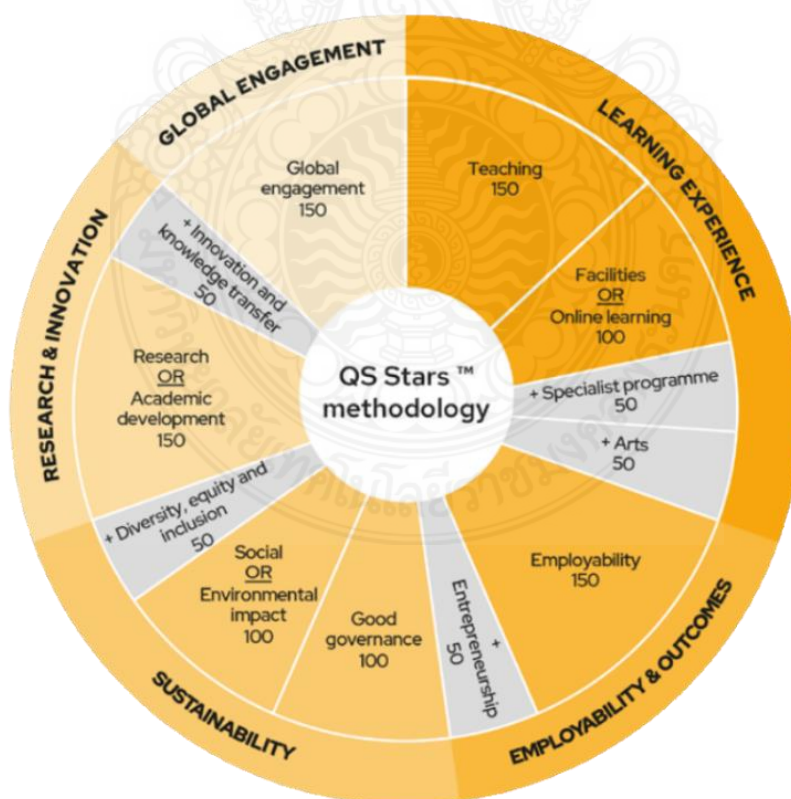 GLOBAL ENGAGEMENT
LEARNING EXPERIENCE
EMPLOYABILITY & OUTCOMES
SUSTAINABILITY
RESEARCH & INNOVATION
QS Stars ™
methodology
Teaching
150
Facilities
OR
Online learning
100
+ Specialist programme
50
+ Arts
50
Employability
150
+
Entrepreneurship
50
Good
governance
100
Social
OR
Environmental
impact
100
+ Diversity, equity and
inclusion
50
Research
OR
Academic
development
150
+ Innovation and
knowledge transfer
50
Global
engagement
150